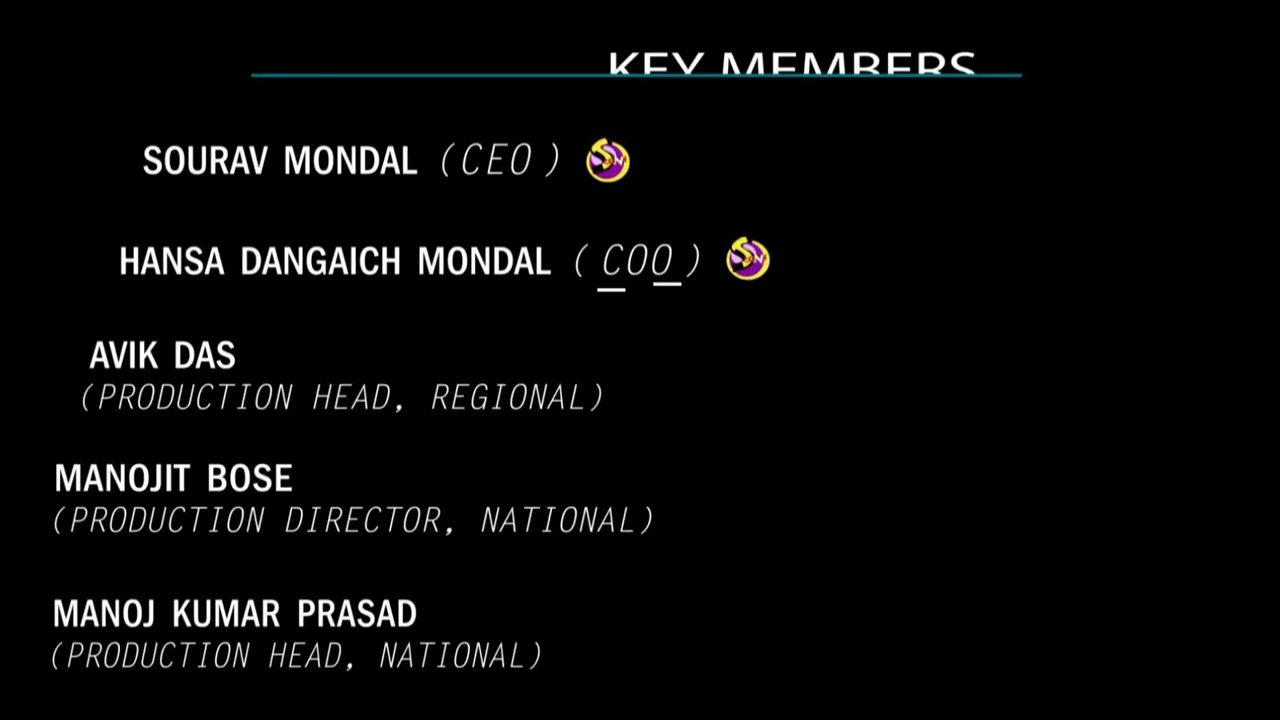 KEY MEMBERS
SOURAV MONDAL (CEO )
HANSA DANGAICH MONDAL ( COO )
AVIK DAS
(PRODUCTION HEAD, REGIONAL)
MANOJIT BOSE
(PRODUCTION DIRECTOR, NATIONAL)
MANOJ KUMAR PRASAD
(PRODUCTION HEAD, NATIONAL)